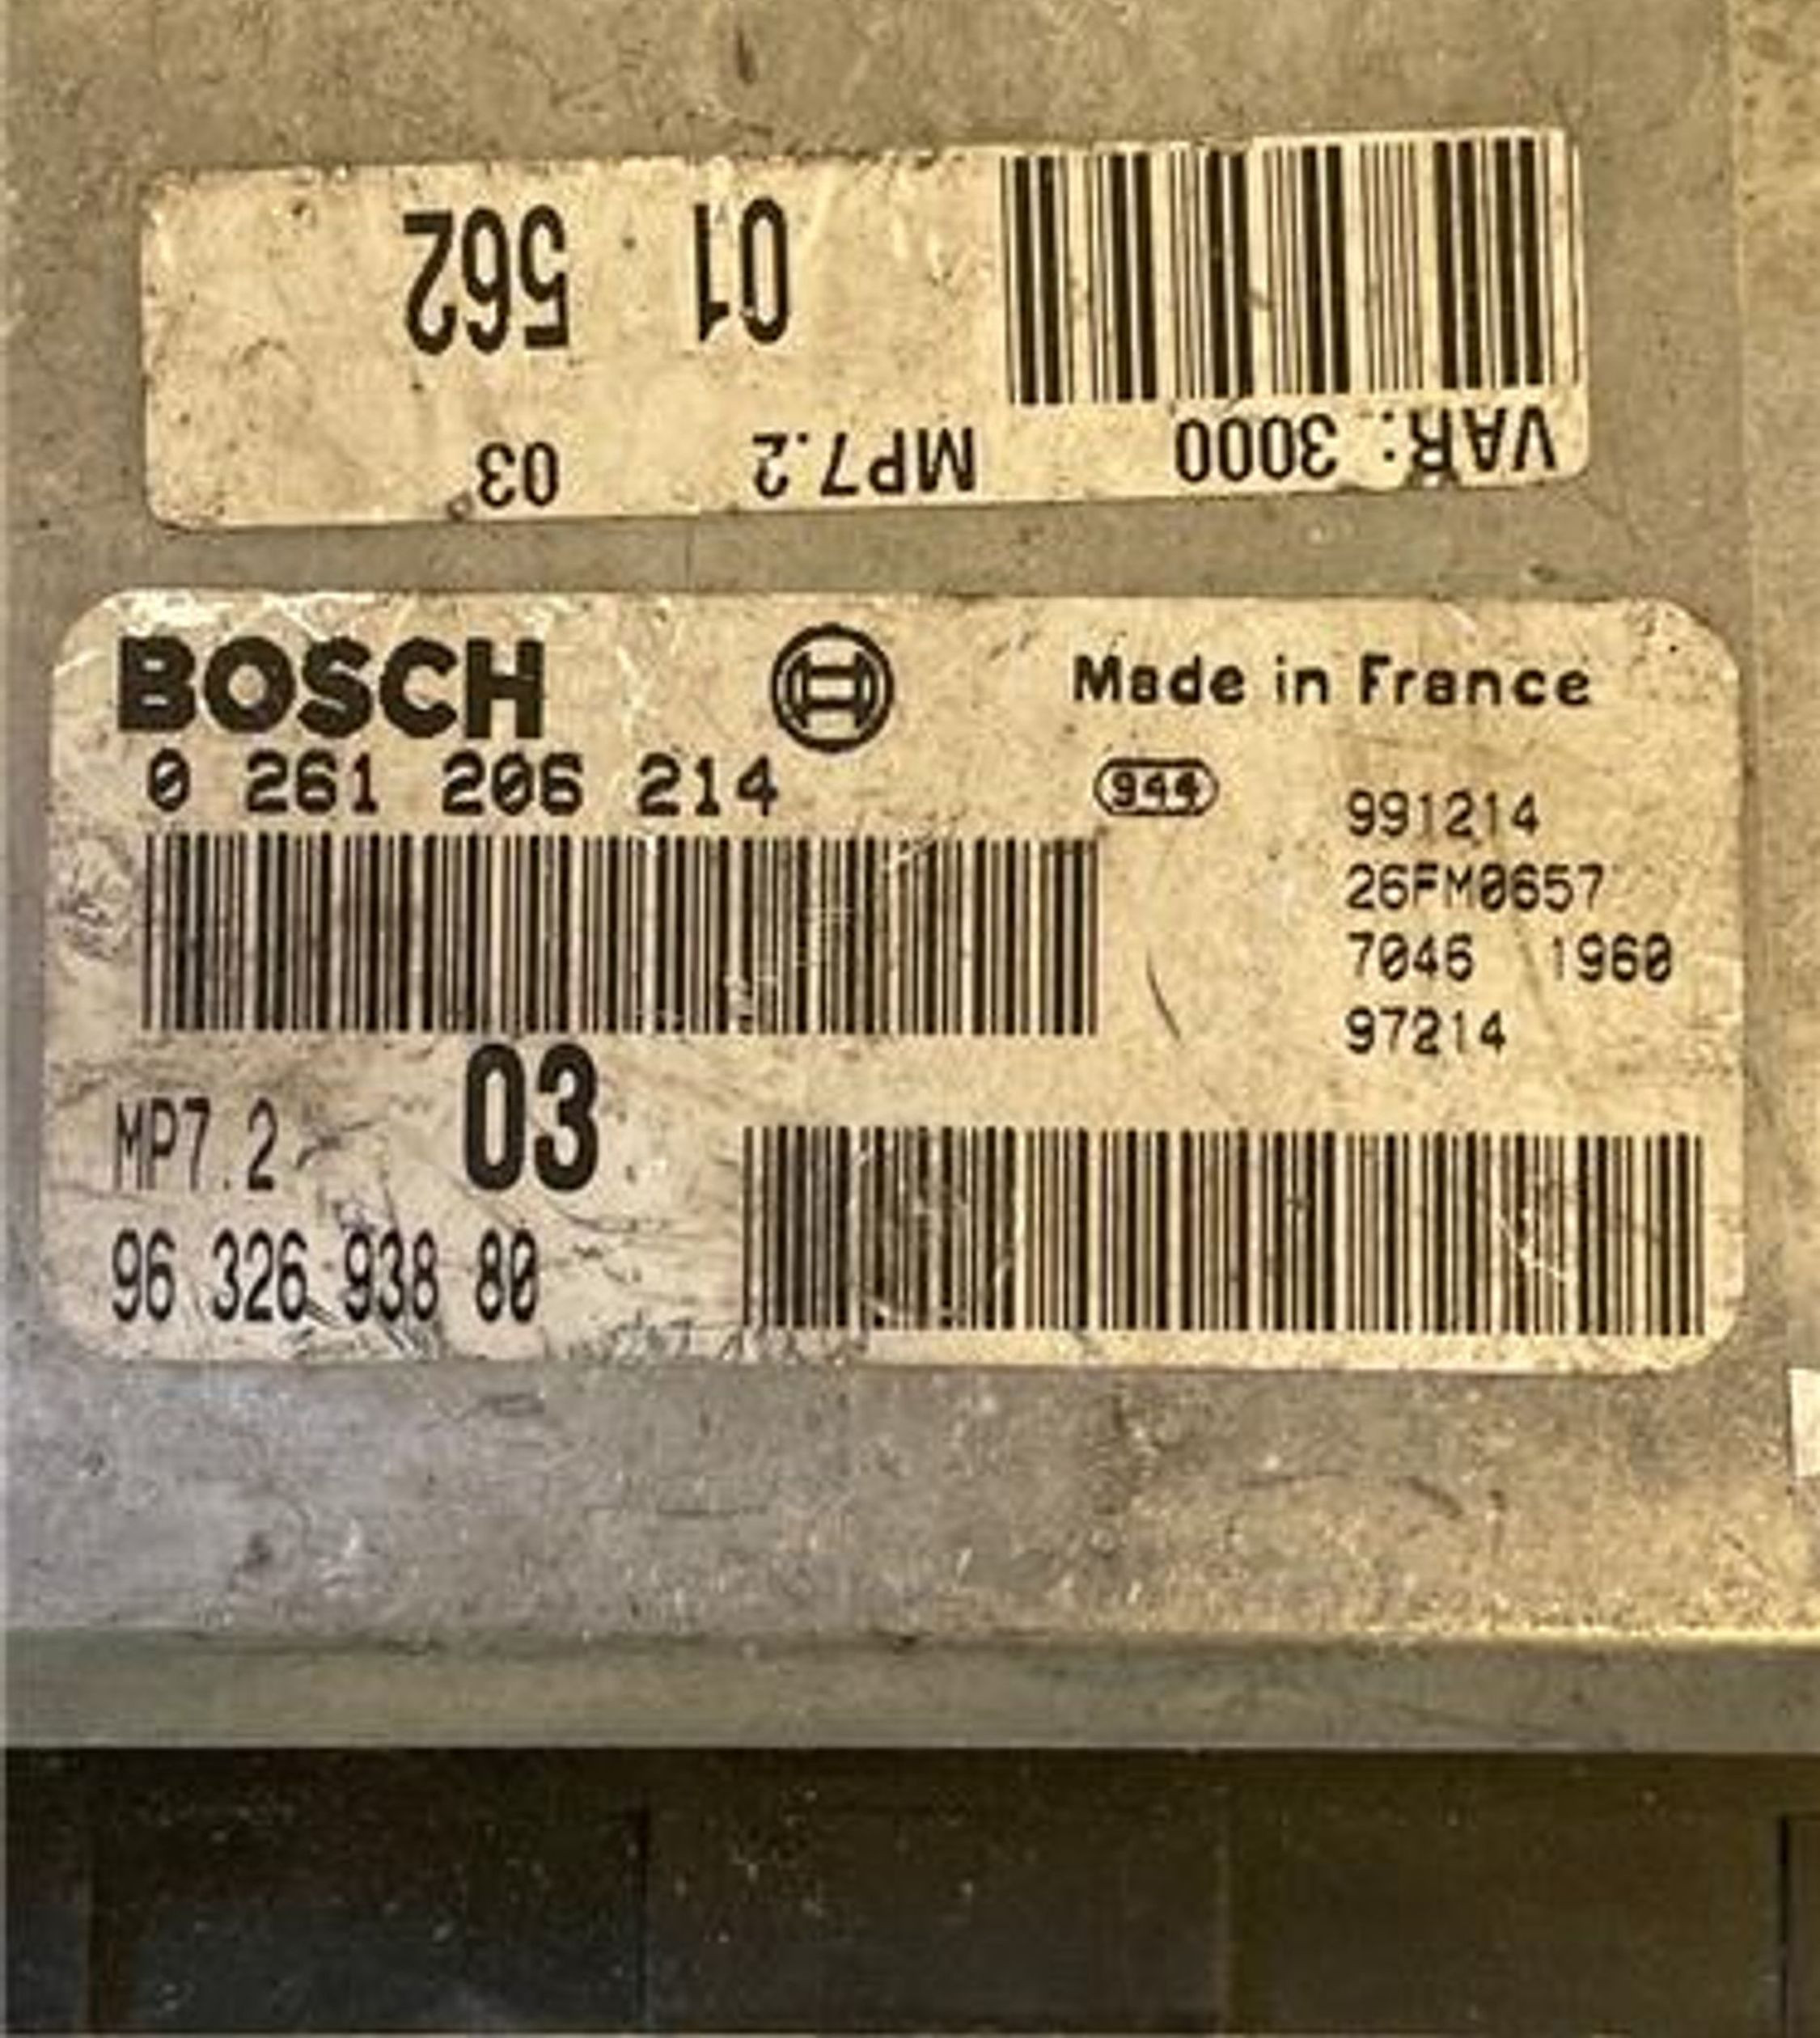 01 562
VAR: 3000 MP7.2 03
BOSCH Made in France
0 261 206 214
944 991214
26FM0657
7046 1960
97214
MP7.2 03
96 326 938 80